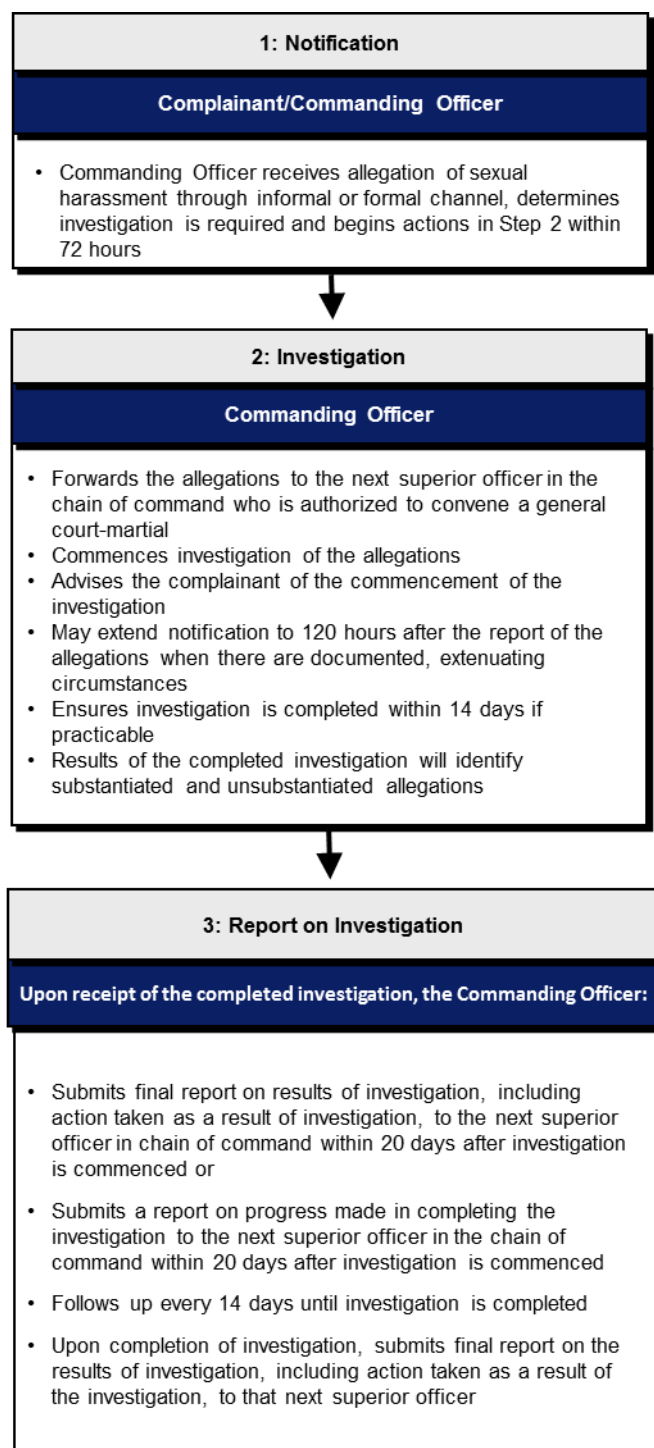 1: Notification
Complainant/Commanding Officer
• Commanding Officer receives allegation of sexual
harassment through informal or formal channel, determines
investigation is required and begins actions in Step 2 within
72 hours
2: Investigation
Commanding Officer
• Forwards the allegations to the next superior officer in the
chain of command who is authorized to convene a general
court-martial
• Commences investigation of the allegations
• Advises the complainant of the commencement of the
investigation
• May extend notification to 120 hours after the report of the
allegations when there are documented, extenuating
circumstances
• Ensures investigation is completed within 14 days if
practicable
• Results of the completed investigation will identify
substantiated and unsubstantiated allegations
3: Report on Investigation
Upon receipt of the completed investigation, the Commanding Officer:
• Submits final report on results of investigation, including
action taken as a result of investigation, to the next superior
officer in chain of command within 20 days after investigation
is commenced or
• Submits a report on progress made in completing the
investigation to the next superior officer in the chain of
command within 20 days after investigation is commenced
• Follows up every 14 days until investigation is completed
• Upon completion of investigation, submits final report on the
results of investigation, including action taken as a result of
the investigation, to that next superior officer